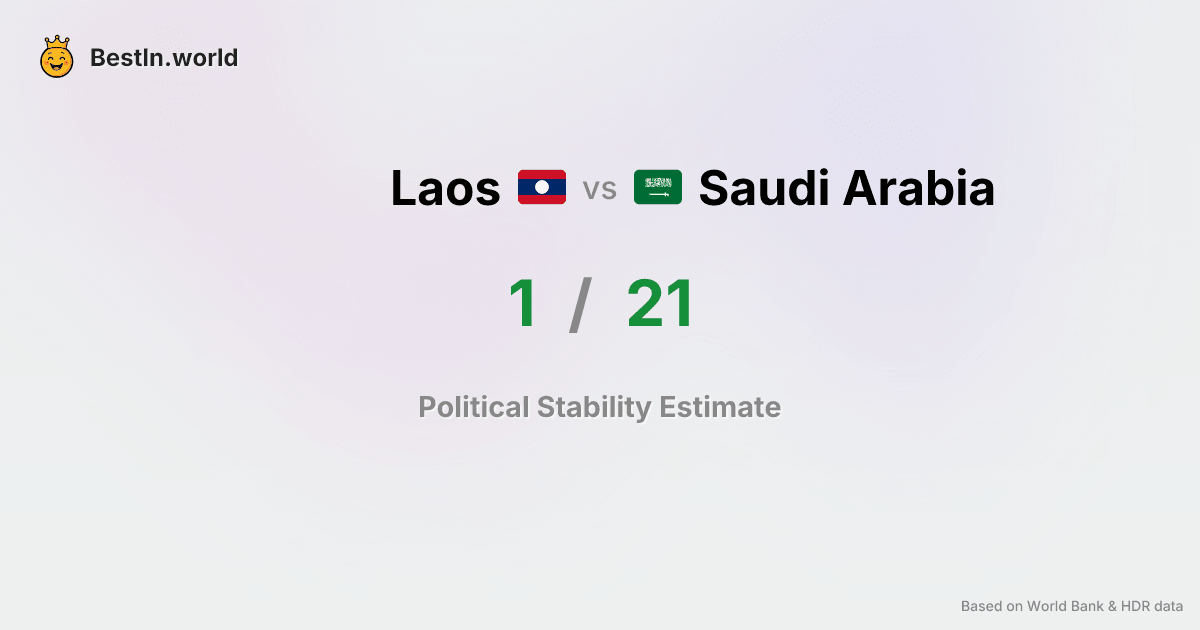 BestIn.world
Laos vs Saudi Arabia
1 / 21
Political Stability Estimate
Based on World Bank & HDR data